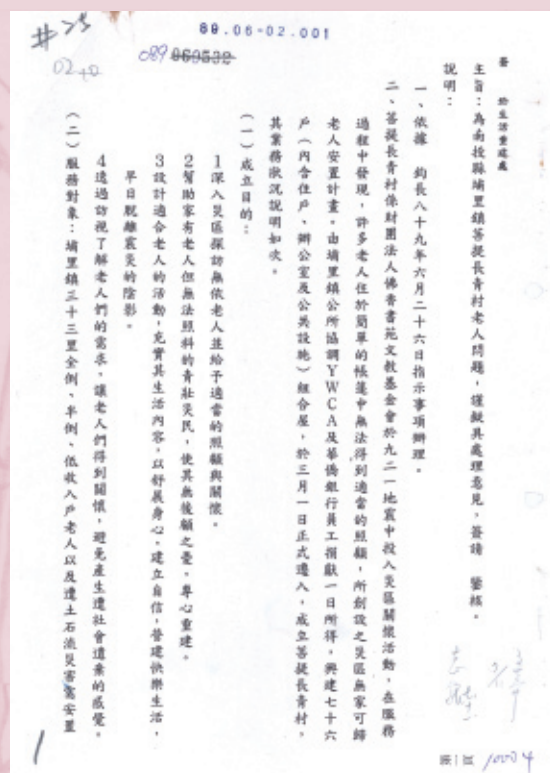 #25
02
88.06-02.001
089 060532
簽 於生活重建處
主旨：為南投縣埔里鎮菩提長青村老人問題，謹擬具處理意見，簽請 鑒核。
說明：
一、依據 鈞長八十九年六月二十六日指示事項辦理。
二、菩提長青村係財團法人佛香書苑文教基金會於九二一地震中投入災區關懷活動，在服務
過程中發現，許多老人住於簡單的帳篷中無法得到適當的照顧，所創設之災區無家可歸
老人安置計畫。由埔里鎮公所協調YWCA及華僑銀行員工捐獻一日所得，興建七十六
戶（內含住戶、辦公室及公共設施）組合屋，於三月一日正式遷入，成立菩提長青村，
其業務狀況說明如次。
（一）成立目的：
1深入災區探訪無依老人並給予適當的照顧與關懷。
2幫助家有老人但無法照料的青壯災民，使其無後顧之憂，專心重建。
3設計適合老人的活動，充實其生活內容，以舒展身心，建立自信，營建快樂生活，
早日脫離震災的陰影。
4透過訪視了解老人們的需求，讓老人們得到關懷，避免產生遭社會遺棄的感覺。
（二）服務對象：埔里鎮三十三里全倒、半倒、低收入戶老人以及遭土石流災害需安置
1
10004